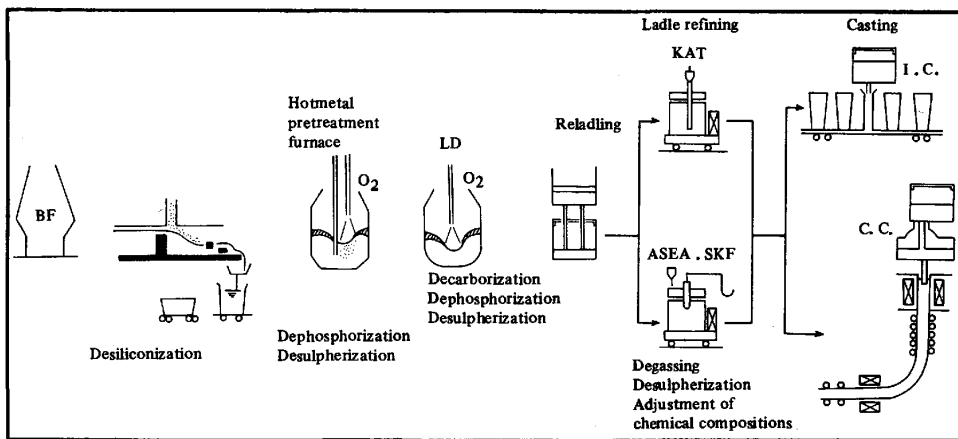 Ladle refining
Casting
KAT
I.C.
Hotmetal
pretreatment
furnace
Reladling
LD
O2
O2
BF
C.C.
ASEA.SKF
Decarborization
Dephosphorization
Desulpherization
Dephosphorization
Desulpherization
Desiliconization
Degassing
Desulpherization
Adjustment of
chemical compositions